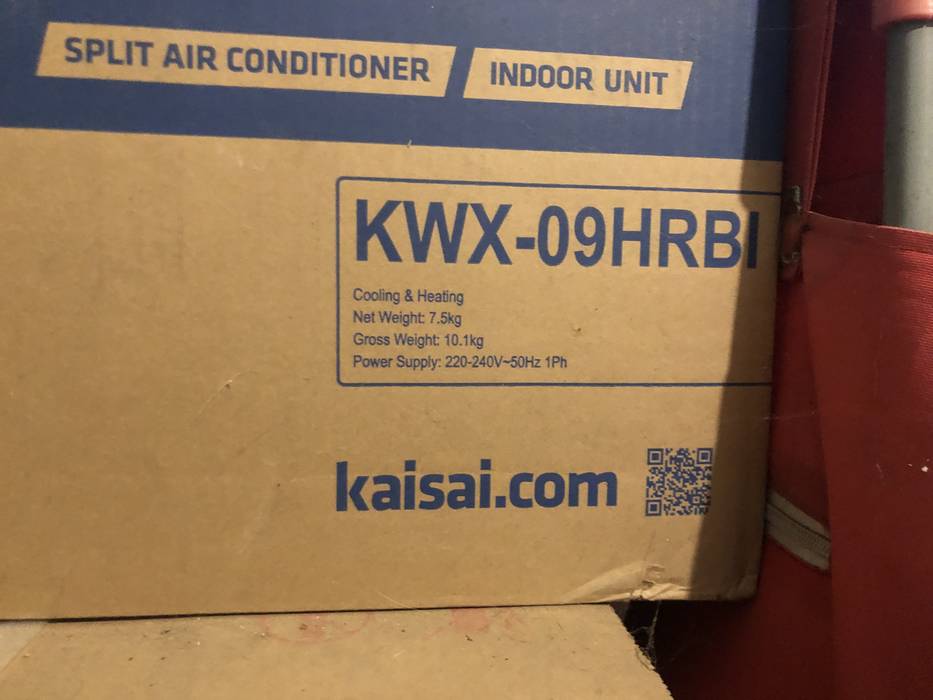 SPLIT AIR CONDITIONER INDOOR UNIT
KWX-09HRBI
Cooling & Heating
Net Weight: 7.5kg
Gross Weight: 10.1kg
Power Supply: 220-240V~50Hz 1Ph
kaisai.com